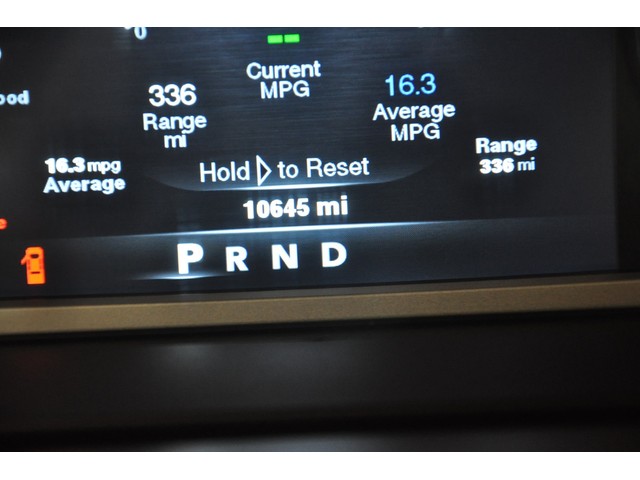 0
336
Range
mi
Current
MPG
16.3
Average
MPG
16.3 mpg
Average
Hold ▷ to Reset
Range
336 mi
10645 mi
P R N D